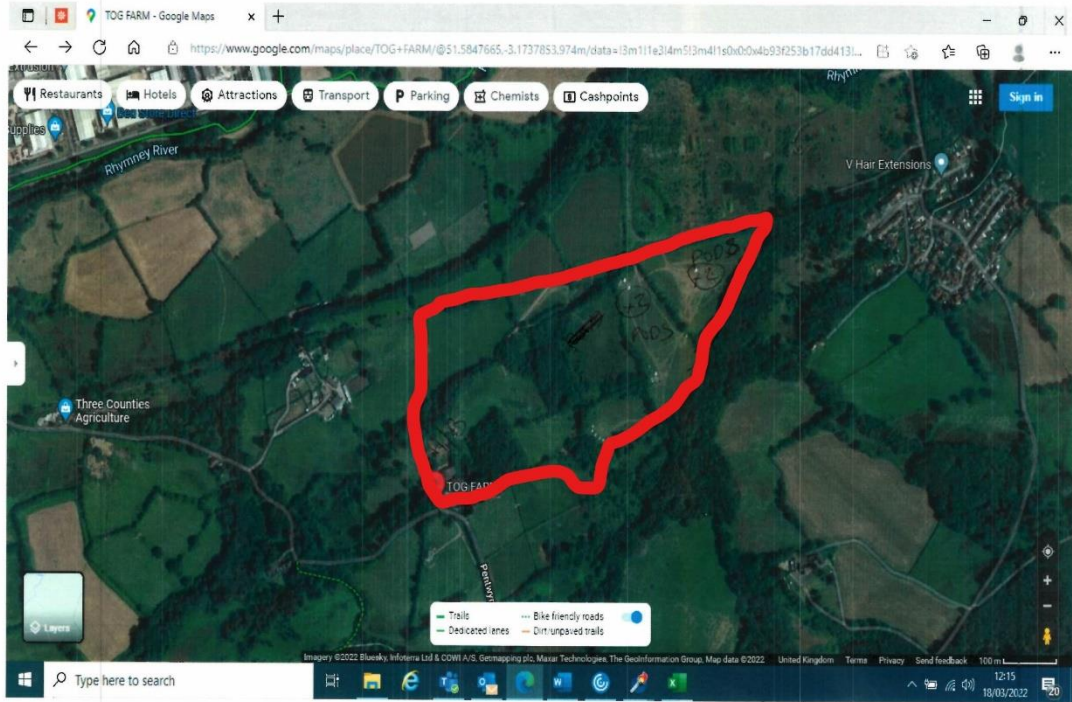 TOG FARM - Google Maps
https://www.google.com/maps/place/TOG+FARM/@51.5847665,-3.1737853,974m/data=!3m1!1e3!4m5!3m4!1s0x0:0x4b93f253b17dd413!...
Restaurants
Hotels
Attractions
Transport
Parking
Chemists
Cashpoints
Sign in
Rhymney River
V Hair Extensions
PODS
PODS
Three Counties
Agriculture
TOG FARM
Layers
Trails
Bike friendly roads
Dedicated lanes
Dirt/unpaved trails
Imagery ©2022 Bluesky, Infoterra Ltd & COWI A/S, Getmapping plc, Maxar Technologies, The GeoInformation Group, Map data ©2022
United Kingdom
Terms
Privacy
Send feedback
100 m
Type here to search
12:15
18/03/2022
20